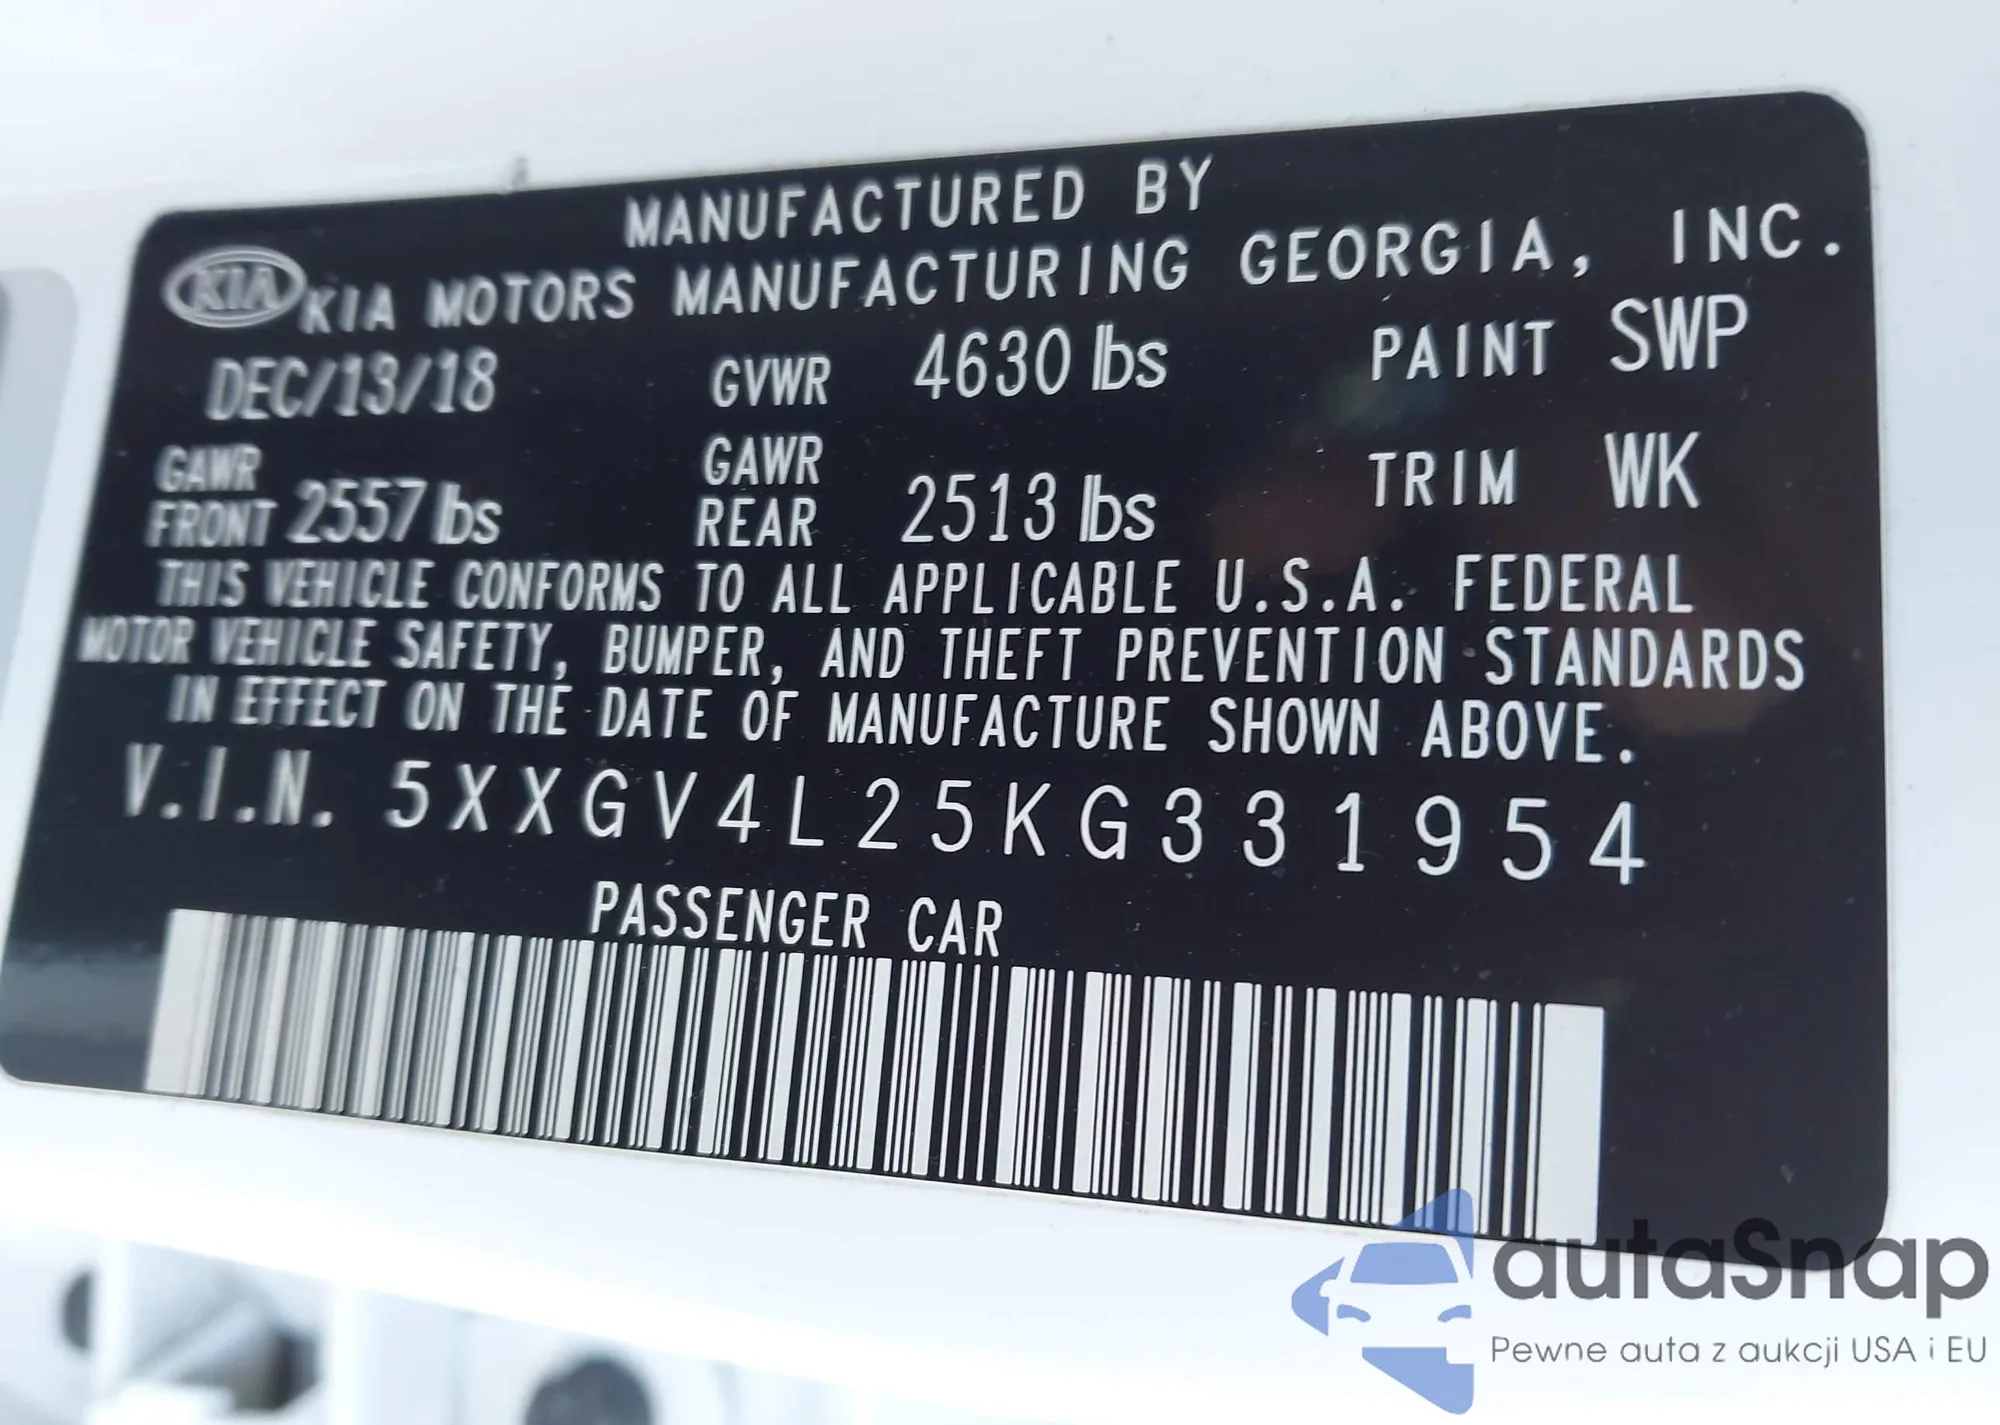 MANUFACTURED BY
KIA KIA MOTORS MANUFACTURING GEORGIA, INC.
DEC/13/18 GVWR 4630 lbs PAINT SWP
GAWR FRONT 2557 lbs GAWR REAR 2513 lbs TRIM WK
THIS VEHICLE CONFORMS TO ALL APPLICABLE U.S.A. FEDERAL
MOTOR VEHICLE SAFETY, BUMPER, AND THEFT PREVENTION STANDARDS
IN EFFECT ON THE DATE OF MANUFACTURE SHOWN ABOVE.
V.I.N. 5XXGV4L25KG331954
PASSENGER CAR
autaSnap
Pewne auta z aukcji USA i EU